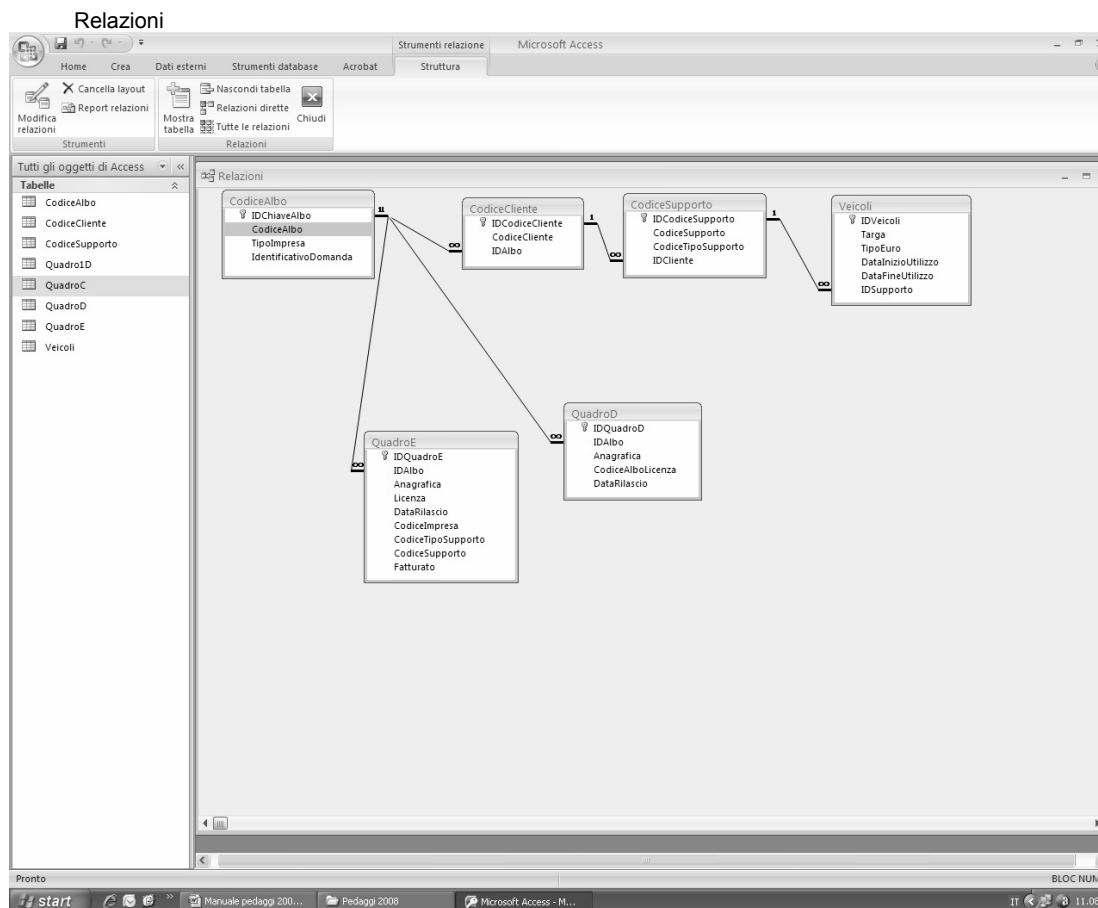 Relazioni
Strumenti relazione
Microsoft Access
Home
Crea
Dati esterni
Strumenti database
Acrobat
Struttura
Modifica relazioni
Cancella layout
Report relazioni
Mostra tabella
Nascondi tabella
Relazioni dirette
Tutte le relazioni
Chiudi
Strumenti
Relazioni
Tutti gli oggetti di Access
Tabelle
CodiceAlbo
CodiceCliente
CodiceSupporto
Quadro1D
QuadroC
QuadroD
QuadroE
Veicoli
Relazioni
CodiceAlbo
IDChiaveAlbo
CodiceAlbo
TipoImpresa
IdentificativoDomanda
CodiceCliente
IDCodiceCliente
CodiceCliente
IDAlbo
CodiceSupporto
IDCodiceSupporto
CodiceSupporto
CodiceTipoSupporto
IDCliente
Veicoli
IDVeicoli
Targa
TipoEuro
DataInizioUtilizzo
DataFineUtilizzo
IDSupporto
1
∞
1
∞
1
∞
∞
∞
QuadroE
IDQuadroE
IDAlbo
Anagrafica
Licenza
DataRilascio
CodiceImpresa
CodiceTipoSupporto
CodiceSupporto
Fatturato
QuadroD
IDQuadroD
IDAlbo
Anagrafica
CodiceAlboLicenza
DataRilascio
Pronto
BLOC NUM
start
Manuale pedaggi 200...
Pedaggi 2008
Microsoft Access - M...
IT
11.08